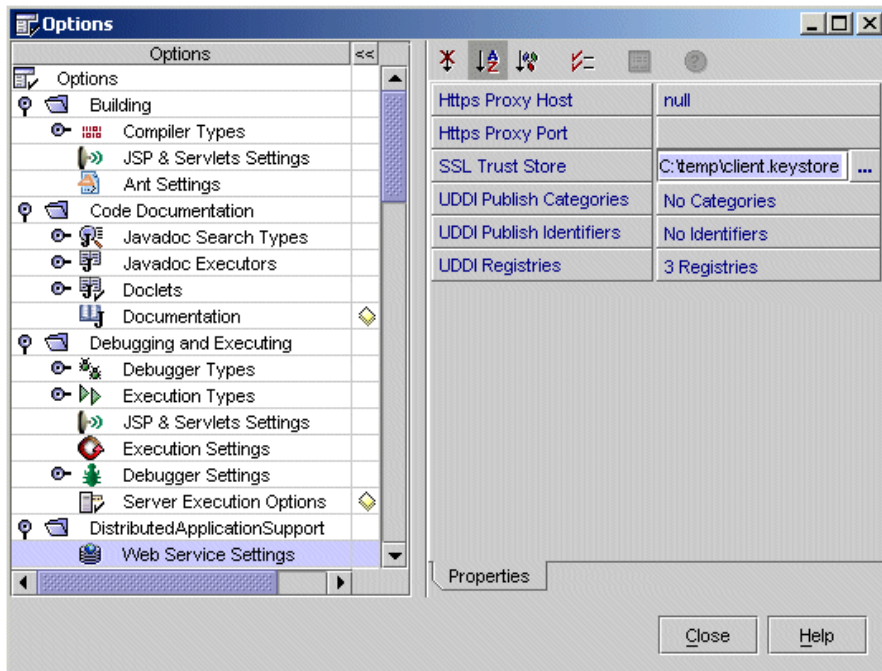 Options
Options
<<
Options
Building
Compiler Types
JSP & Servlets Settings
Ant Settings
Code Documentation
Javadoc Search Types
Javadoc Executors
Doclets
Documentation
Debugging and Executing
Debugger Types
Execution Types
JSP & Servlets Settings
Execution Settings
Debugger Settings
Server Execution Options
DistributedApplicationSupport
Web Service Settings
Https Proxy Host null
Https Proxy Port
SSL Trust Store C:\temp\client.keystore ...
UDDI Publish Categories No Categories
UDDI Publish Identifiers No Identifiers
UDDI Registries 3 Registries
Properties
Close Help